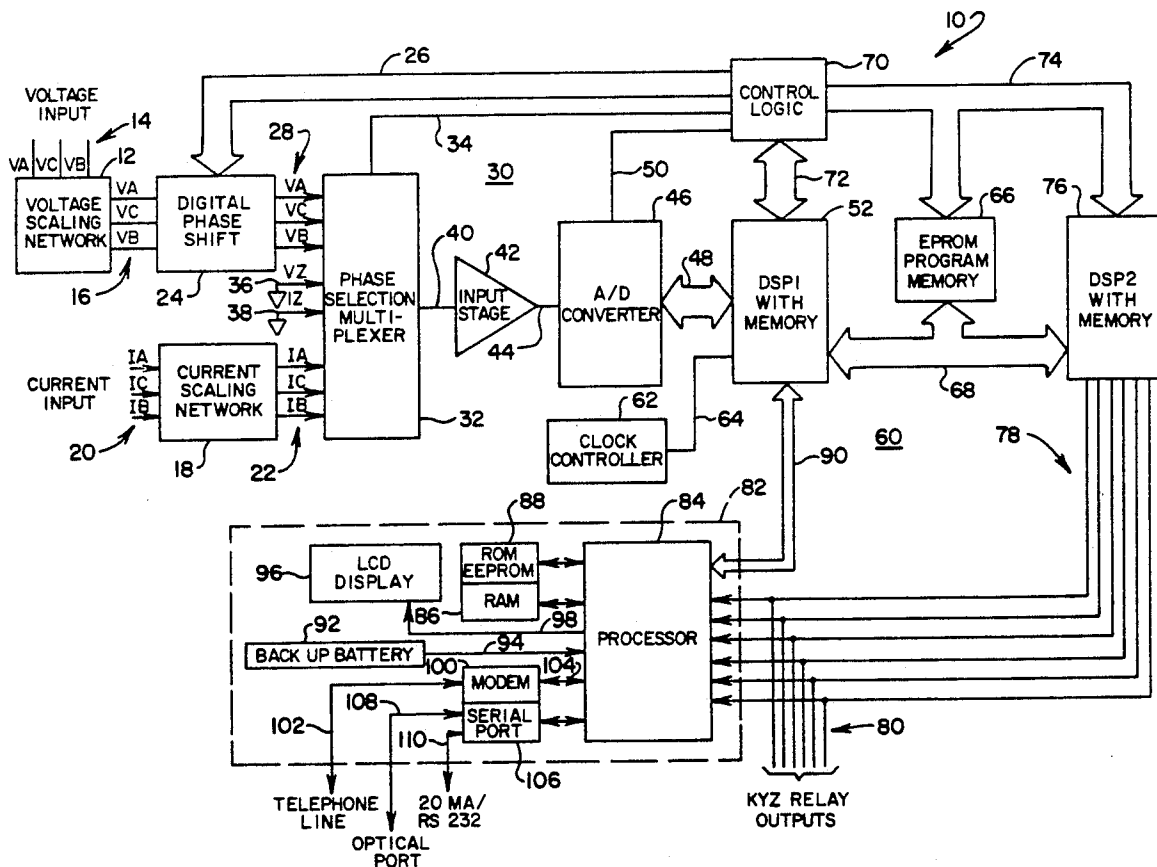 10
26
70
74
VOLTAGE
INPUT
14
VA
VC
VB
12
28
34
CONTROL
LOGIC
30
50
72
46
52
66
76
VOLTAGE
SCALING
NETWORK
VA
VC
VB
16
DIGITAL
PHASE
SHIFT
24
VA
VC
VB
VZ
36
IZ
38
PHASE
SELECTION
MULTI-
PLEXER
32
40
42
INPUT
STAGE
44
A/D
CONVERTER
48
DSP1
WITH
MEMORY
EPROM
PROGRAM
MEMORY
DSP2
WITH
MEMORY
68
CURRENT
INPUT
IA
IC
IB
20
CURRENT
SCALING
NETWORK
18
IA
IC
IB
22
62
CLOCK
CONTROLLER
64
60
78
90
82
88
84
96
LCD
DISPLAY
ROM
EEPROM
RAM
86
98
PROCESSOR
92
BACK UP BATTERY
94
100
104
MODEM
SERIAL
PORT
102
108
110
106
80
TELEPHONE
LINE
OPTICAL
PORT
20 MA/
RS 232
KYZ RELAY
OUTPUTS